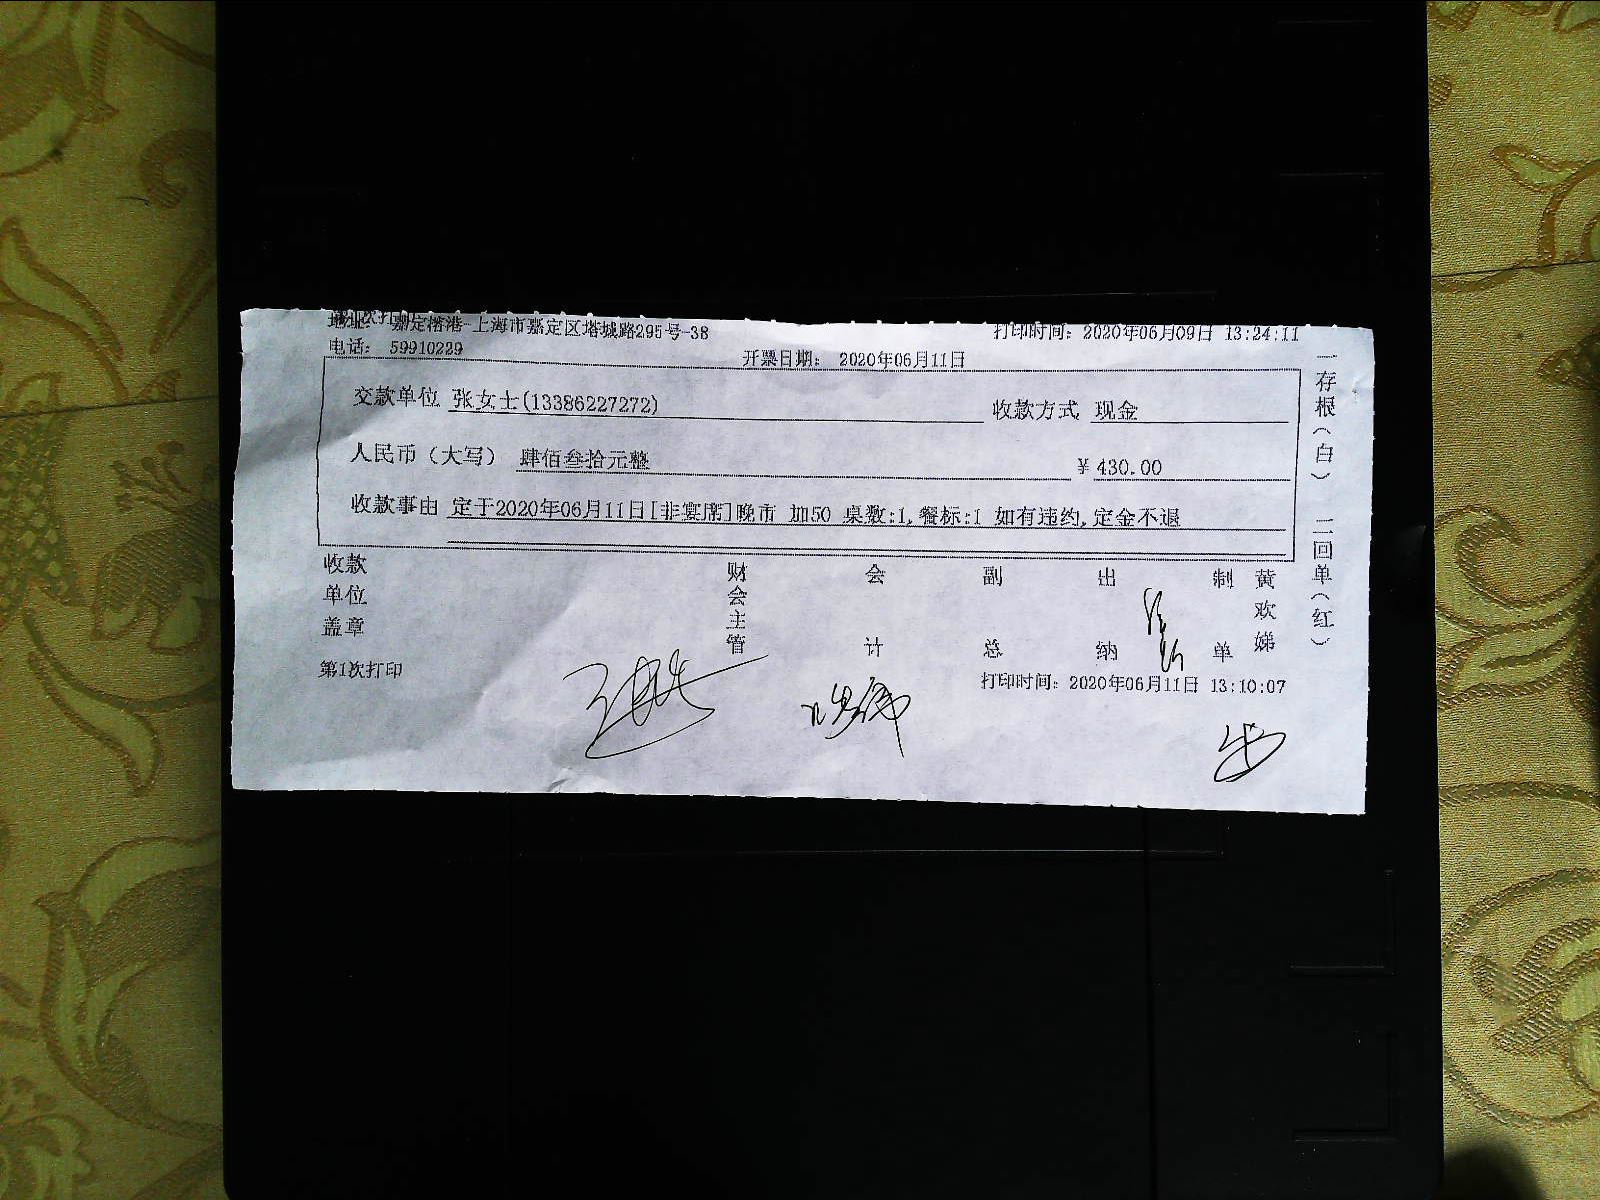 地址: 嘉定榕港-上海市嘉定区塔城路295号-38
打印时间: 2020年06月09日 13:24:11
电话: 59910229
开票日期: 2020年06月11日
交款单位 张女士(13386227272)
收款方式 现金
人民币(大写) 肆佰叁拾元整
¥430.00
收款事由 定于2020年06月11日[非宴席]晚市 加50 桌数:1,餐标:1 如有违约,定金不退
收款单位盖章
财会主管
会计
副总
出纳
制单
黄欢娣
一存根(白) 二回单(红)
第1次打印
打印时间: 2020年06月11日 13:10:07